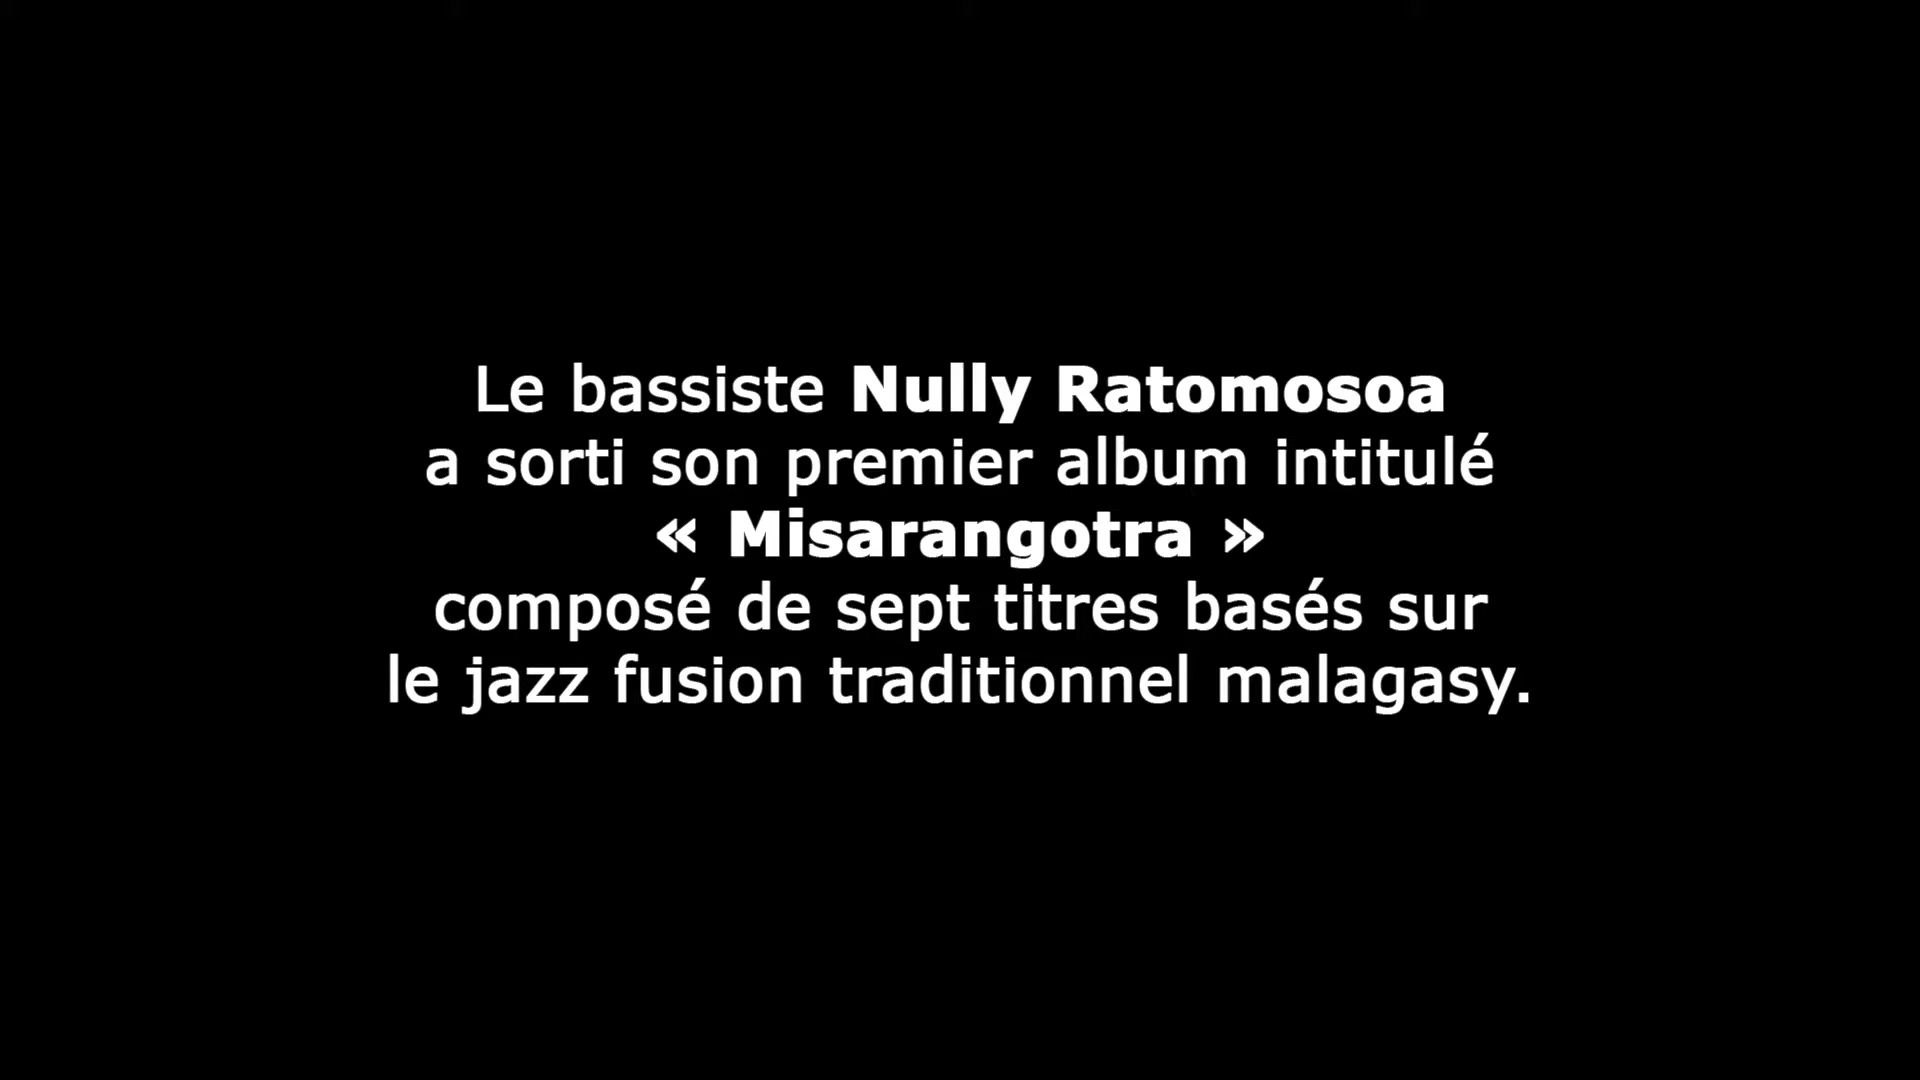 Le bassiste Nully Ratomosoa
a sorti son premier album intitulé
« Misarangotra »
composé de sept titres basés sur
le jazz fusion traditionnel malagasy.